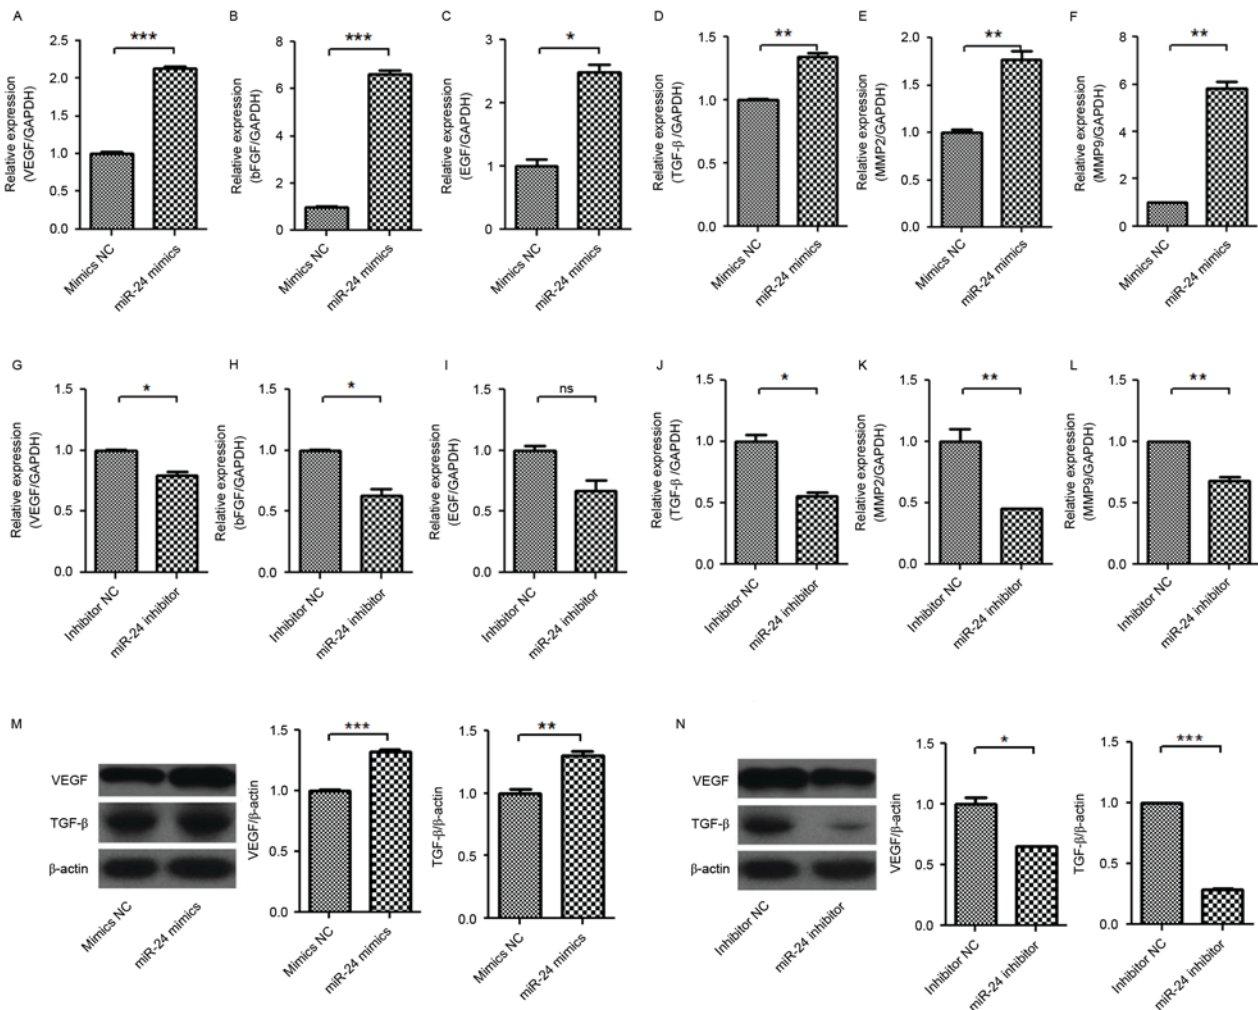 A
***
Relative expression
(VEGF/GAPDH)
2.5
2.0
1.5
1.0
0.5
0.0
Mimics NC
miR-24 mimics
B
***
Relative expression
(bFGF/GAPDH)
8
6
4
2
0
Mimics NC
miR-24 mimics
C
*
Relative expression
(EGF/GAPDH)
3
2
1
0
Mimics NC
miR-24 mimics
D
**
Relative expression
(TGF-β /GAPDH)
1.5
1.0
0.5
0.0
Mimics NC
miR-24 mimics
E
**
Relative expression
(MMP2/GAPDH)
2.0
1.5
1.0
0.5
0.0
Mimics NC
miR-24 mimics
F
**
Relative expression
(MMP9/GAPDH)
8
6
4
2
0
Mimics NC
miR-24 mimics
G
*
Relative expression
(VEGF/GAPDH)
1.5
1.0
0.5
0.0
Inhibitor NC
miR-24 inhibitor
H
*
Relative expression
(bFGF/GAPDH)
1.5
1.0
0.5
0.0
Inhibitor NC
miR-24 inhibitor
I
ns
Relative expression
(EGF/GAPDH)
1.5
1.0
0.5
0.0
Inhibitor NC
miR-24 inhibitor
J
*
Relative expression
(TGF-β /GAPDH)
1.5
1.0
0.5
0.0
Inhibitor NC
miR-24 inhibitor
K
**
Relative expression
(MMP2/GAPDH)
1.5
1.0
0.5
0.0
Inhibitor NC
miR-24 inhibitor
L
**
Relative expression
(MMP9/GAPDH)
1.5
1.0
0.5
0.0
Inhibitor NC
miR-24 inhibitor
M
VEGF
TGF-β
β-actin
Mimics NC
miR-24 mimics
***
VEGF/β-actin
1.5
1.0
0.5
0.0
Mimics NC
miR-24 mimics
**
TGF-β/β-actin
1.5
1.0
0.5
0.0
Mimics NC
miR-24 mimics
N
VEGF
TGF-β
β-actin
Inhibitor NC
miR-24 inhibitor
*
VEGF/β-actin
1.5
1.0
0.5
0.0
Inhibitor NC
miR-24 inhibitor
***
TGF-β/β-actin
1.5
1.0
0.5
0.0
Inhibitor NC
miR-24 inhibitor